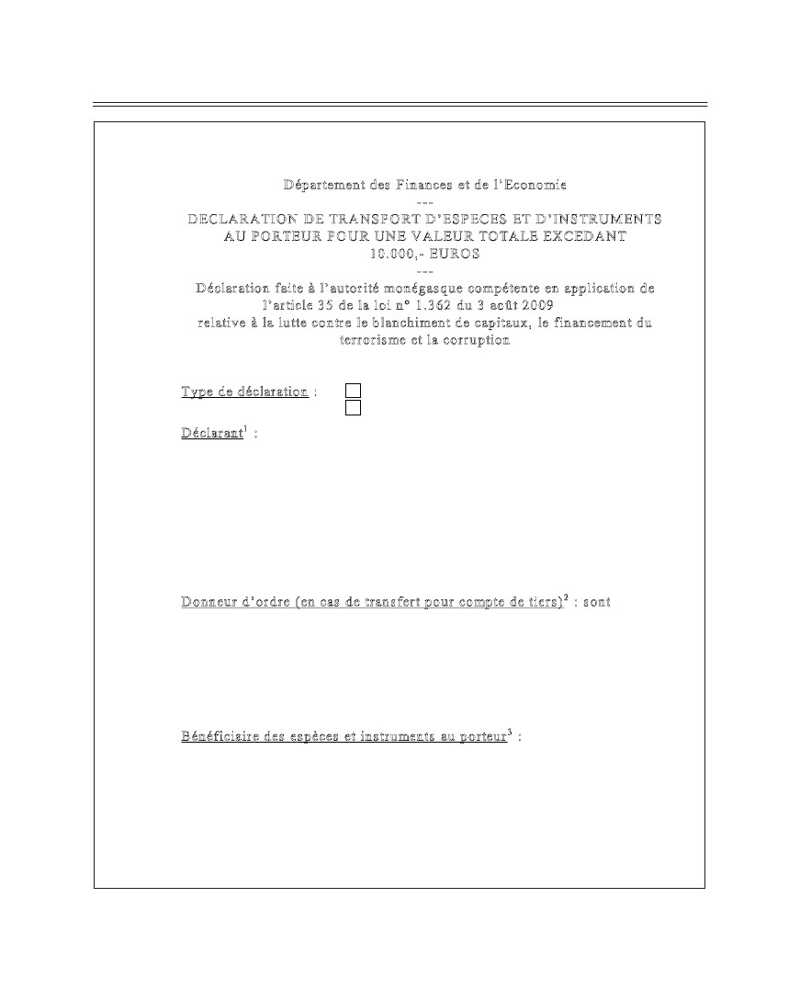 Département des Finances et de l’Economie
---
DECLARATION DE TRANSPORT D’ESPECES ET D’INSTRUMENTS
AU PORTEUR POUR UNE VALEUR TOTALE EXCEDANT
10.000,- EUROS
---
Déclaration faite à l’autorité monégasque compétente en application de
l’article 35 de la loi n° 1.362 du 3 août 2009
relative à la lutte contre le blanchiment de capitaux, le financement du
terrorisme et la corruption
Type de déclaration :
Déclarant¹ :
Donneur d’ordre (en cas de transfert pour compte de tiers)² : sont
Bénéficiaire des espèces et instruments au porteur³ :